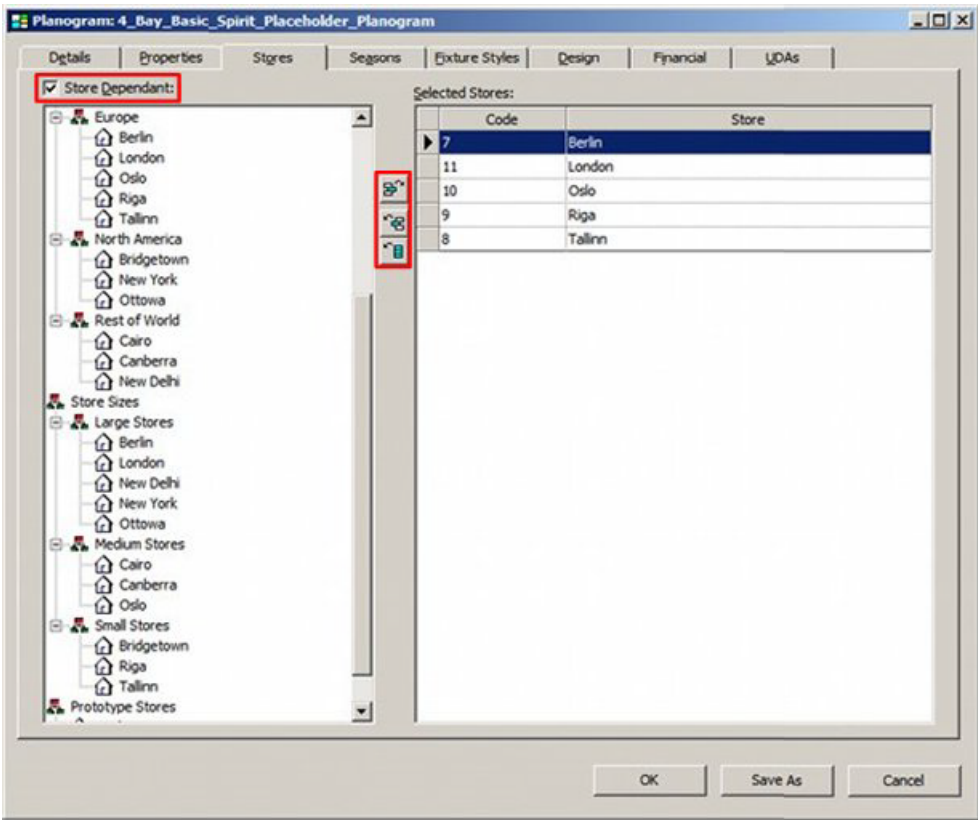 Planogram: 4_Bay_Basic_Spirit_Placeholder_Planogram
Details Properties Stores Seasons Fixture Styles Design Financial UDAs
Store Dependant:
Europe
Berlin
London
Oslo
Riga
Tallinn
North America
Bridgetown
New York
Ottowa
Rest of World
Cairo
Canberra
New Delhi
Store Sizes
Large Stores
Berlin
London
New Delhi
New York
Ottowa
Medium Stores
Cairo
Canberra
Oslo
Small Stores
Bridgetown
Riga
Tallinn
Prototype Stores
Selected Stores:
Code Store
7 Berlin
11 London
10 Oslo
9 Riga
8 Tallinn
OK Save As Cancel